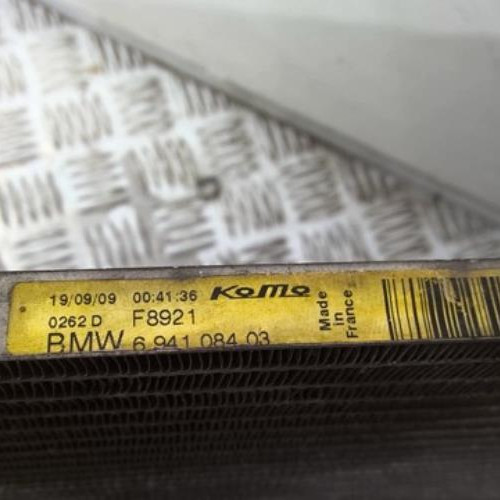 19/09/09 00:41:36 KOMO
0262 D F8921
BMW 6 941 084 03
Made
in
France